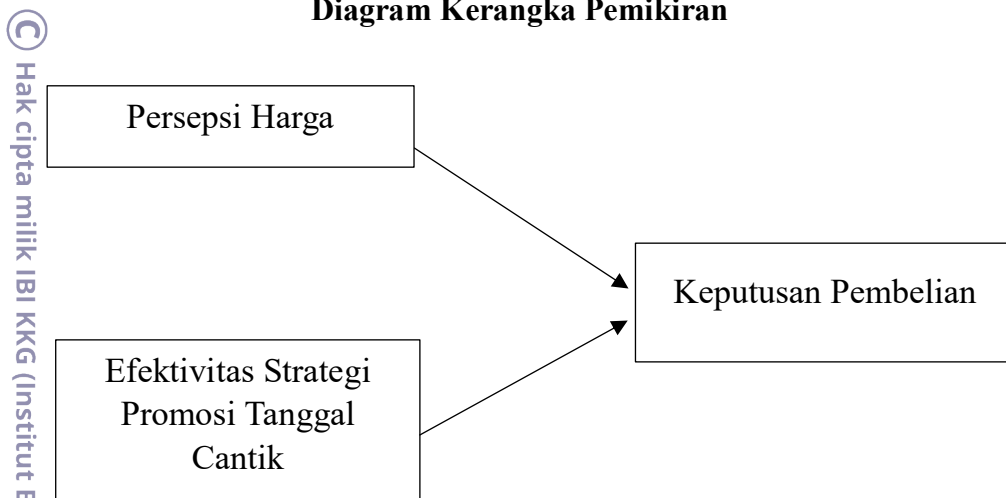 Diagram Kerangka Pemikiran
© Hak cipta milik IBI KKG (Institut
Persepsi Harga
Keputusan Pembelian
Efektivitas Strategi
Promosi Tanggal
Cantik